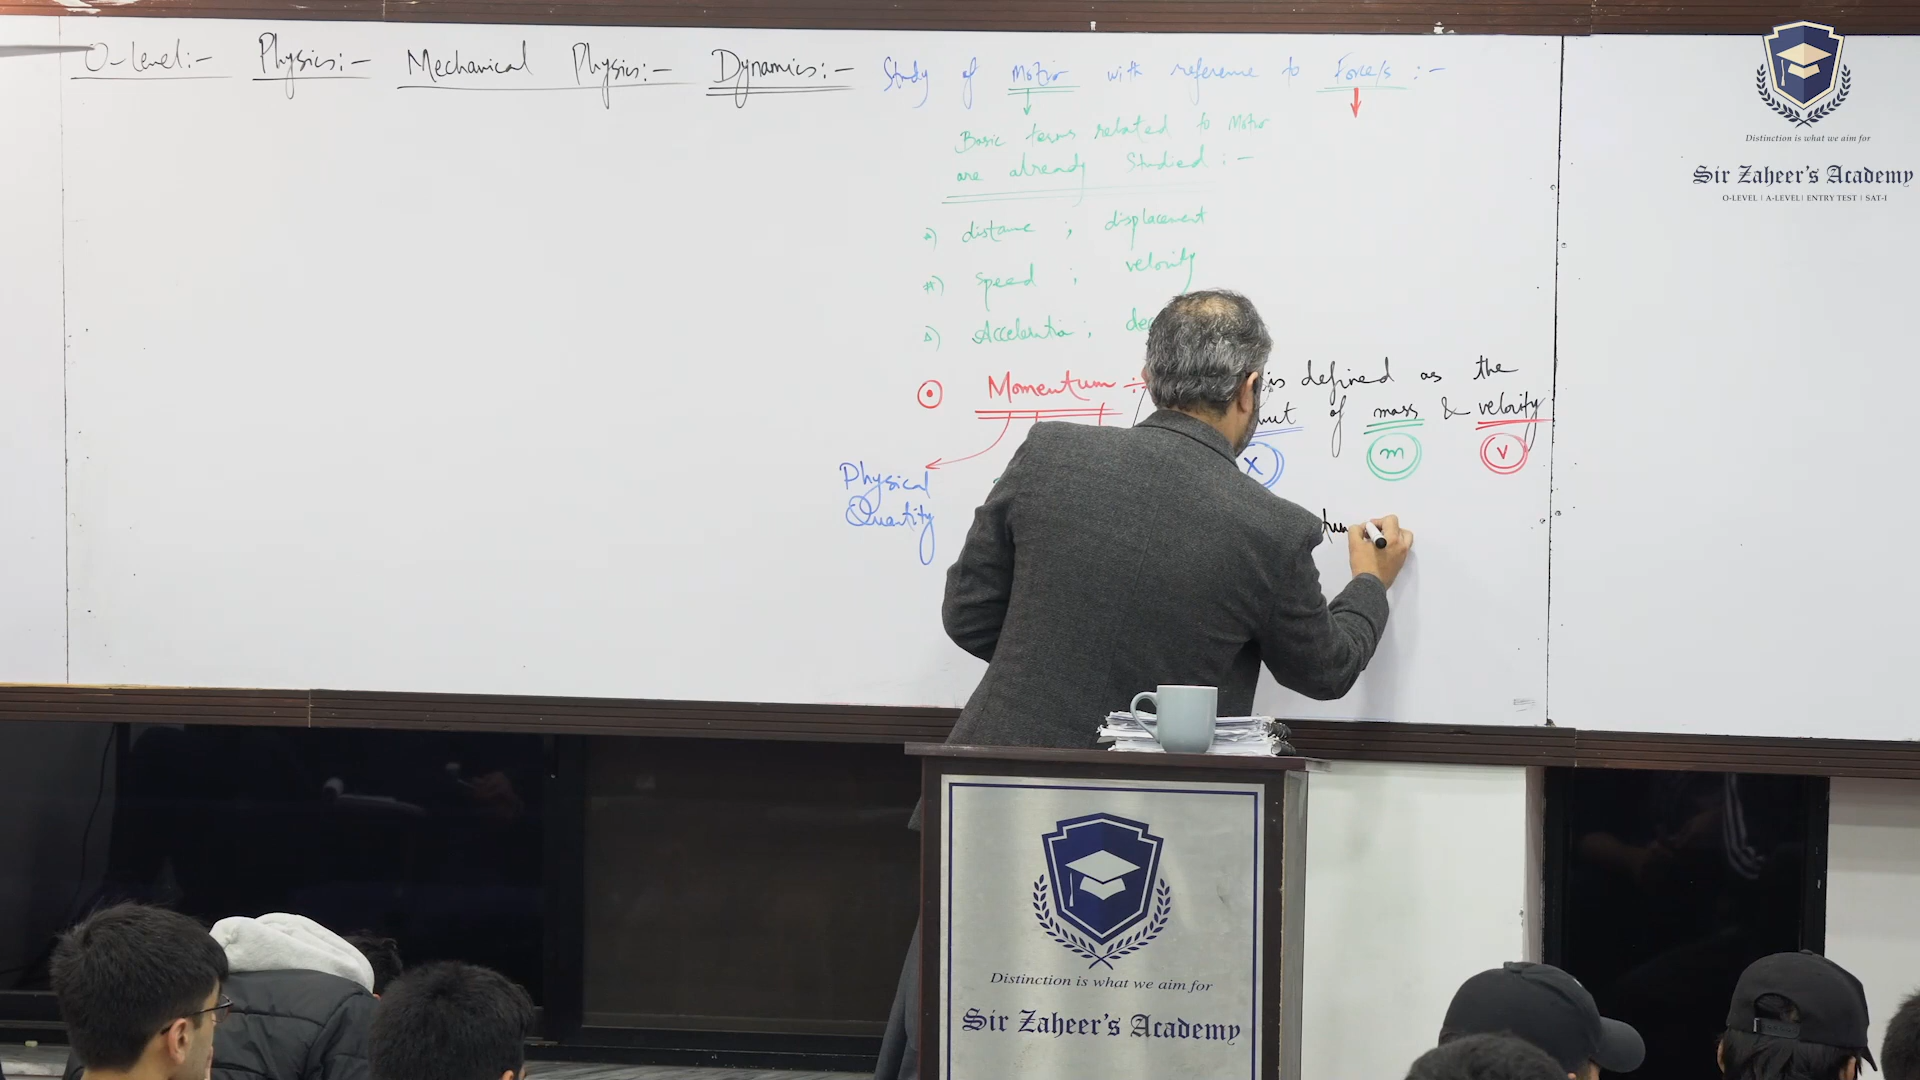 O-level:- Physics:- Mechanical Physics:- Dynamics:- Study of Motion with reference to Force/s :-
Basic terms related to Motion
are already Studied :-
distance ; displacement
speed ; velocity
Acceleration ;
Momentum :- is defined as the
of mass & velocity
X m v
Physical
Quantity
Distinction is what we aim for
Sir Zaheer's Academy
O-LEVEL | A-LEVEL | ENTRY TEST | SAT-I
Distinction is what we aim for
Sir Zaheer's Academy